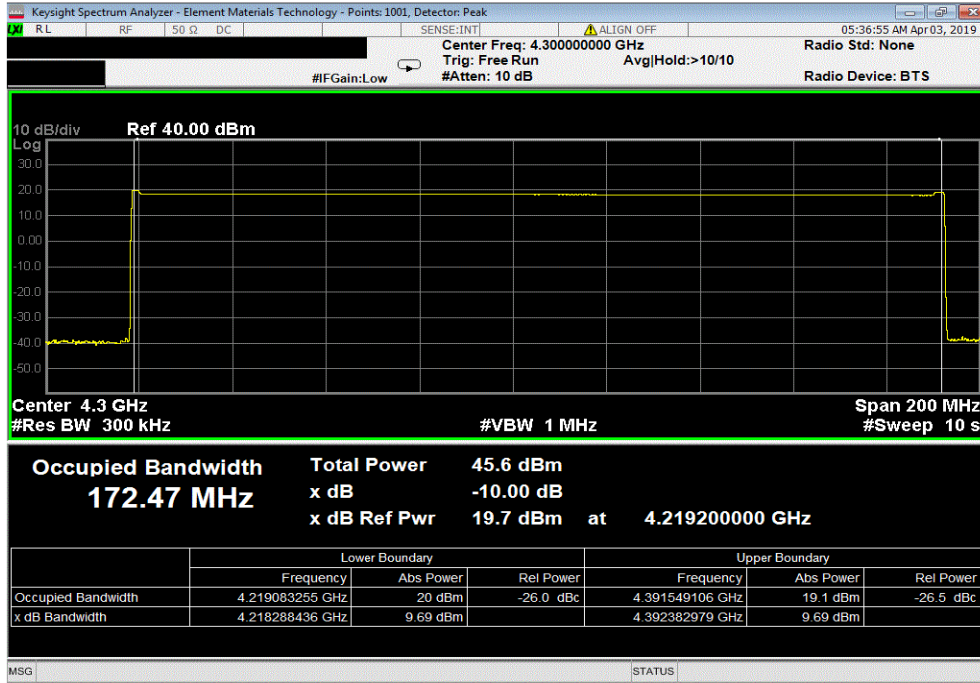 Keysight Spectrum Analyzer - Element Materials Technology - Points: 1001, Detector: Peak
LXI RL RF 50 Ω DC SENSE:INT ALIGN OFF 05:36:55 AM Apr 03, 2019
Center Freq: 4.300000000 GHz Radio Std: None
Trig: Free Run Avg|Hold:>10/10
#IFGain:Low #Atten: 10 dB Radio Device: BTS
10 dB/div Ref 40.00 dBm
Log
30.0
20.0
10.0
0.00
-10.0
-20.0
-30.0
-40.0
-50.0
Center 4.3 GHz Span 200 MHz
#Res BW 300 kHz #VBW 1 MHz #Sweep 10 s
Occupied Bandwidth Total Power 45.6 dBm
172.47 MHz x dB -10.00 dB
x dB Ref Pwr 19.7 dBm at 4.219200000 GHz
Lower Boundary Upper Boundary
Frequency Abs Power Rel Power Frequency Abs Power Rel Power
Occupied Bandwidth 4.219083255 GHz 20 dBm -26.0 dBc 4.391549106 GHz 19.1 dBm -26.5 dBc
x dB Bandwidth 4.218288436 GHz 9.69 dBm 4.392382979 GHz 9.69 dBm
MSG STATUS